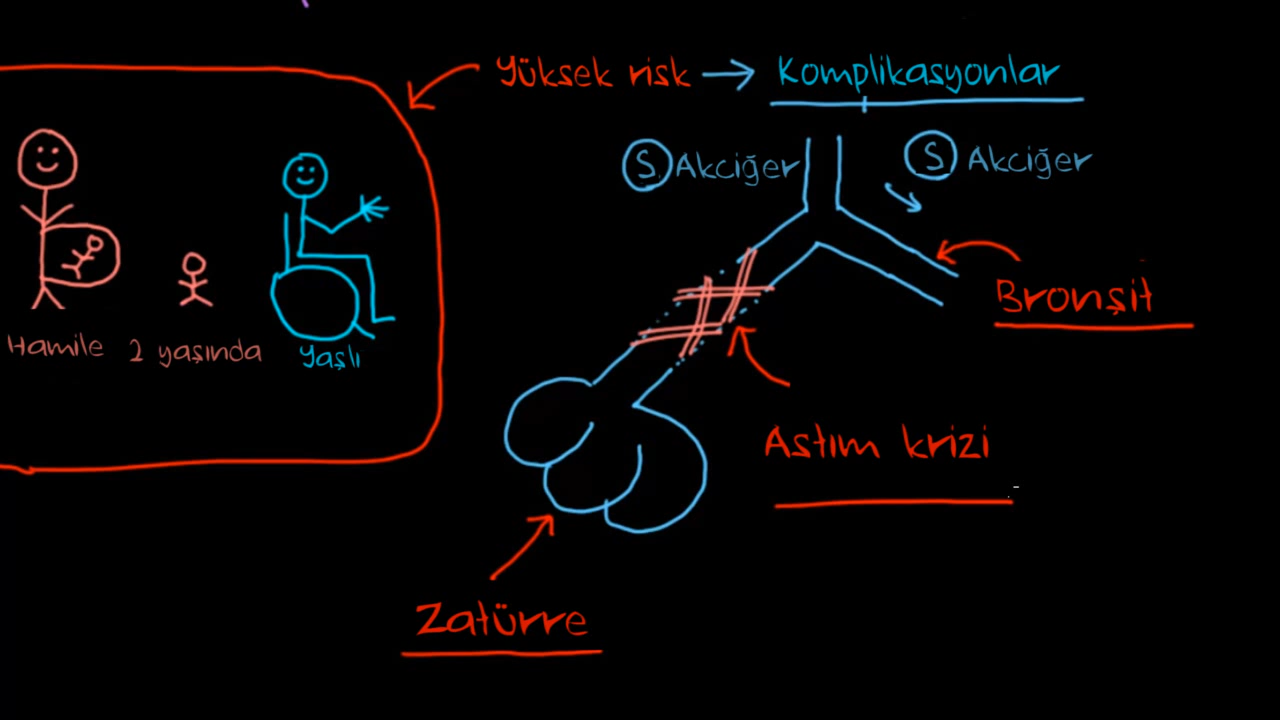 Yüksek risk → Komplikasyonlar
S Akciğer
S Akciğer
Hamile
2 yaşında
Yaşlı
Bronşit
Astım krizi
Zatürre